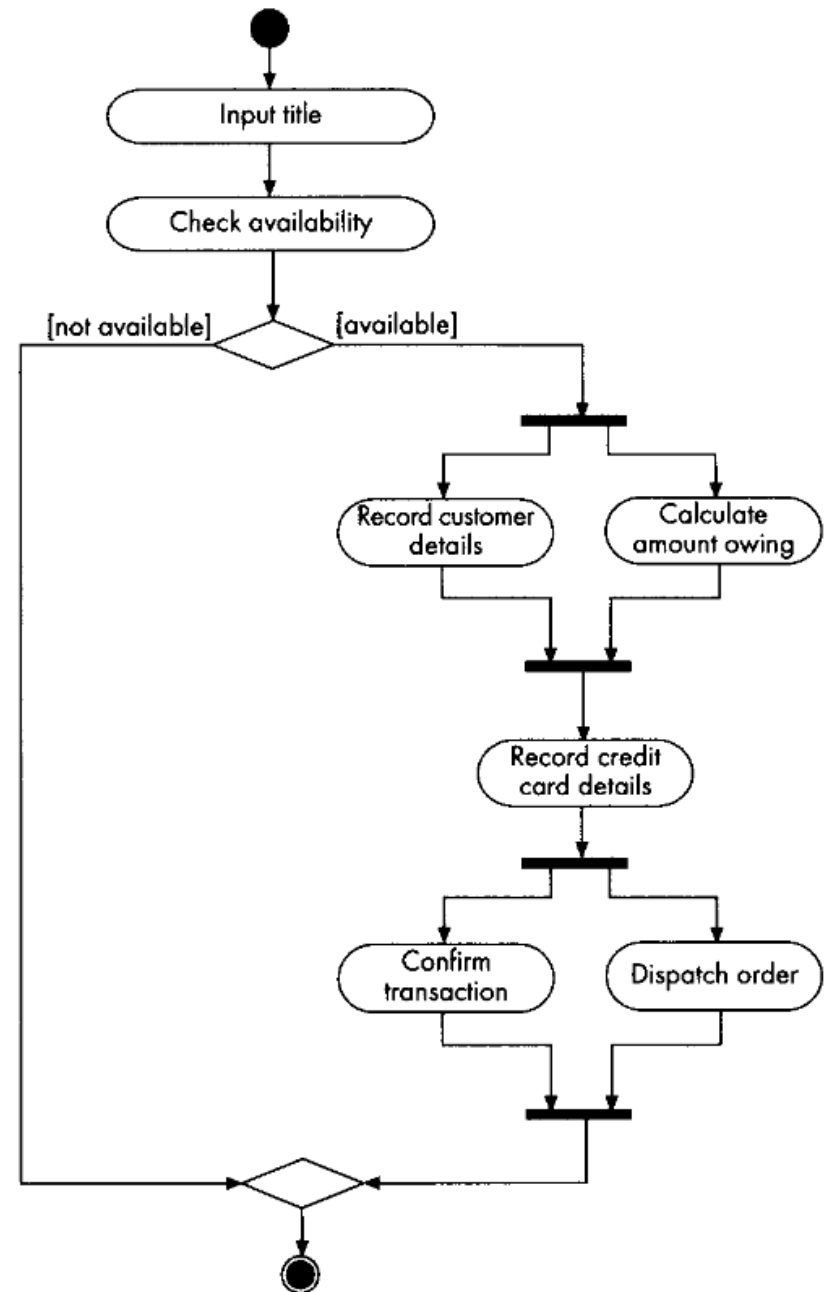 Input title
Check availability
[not available]
[available]
Record customer
details
Calculate
amount owing
Record credit
card details
Confirm
transaction
Dispatch order